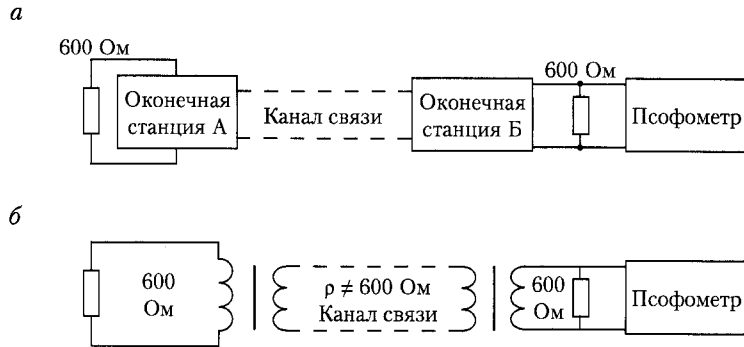 а
600 Ом
Оконечная
станция А
Канал связи
Оконечная
станция Б
600 Ом
Псофометр
б
600
Ом
ρ ≠ 600 Ом
Канал связи
600
Ом
Псофометр